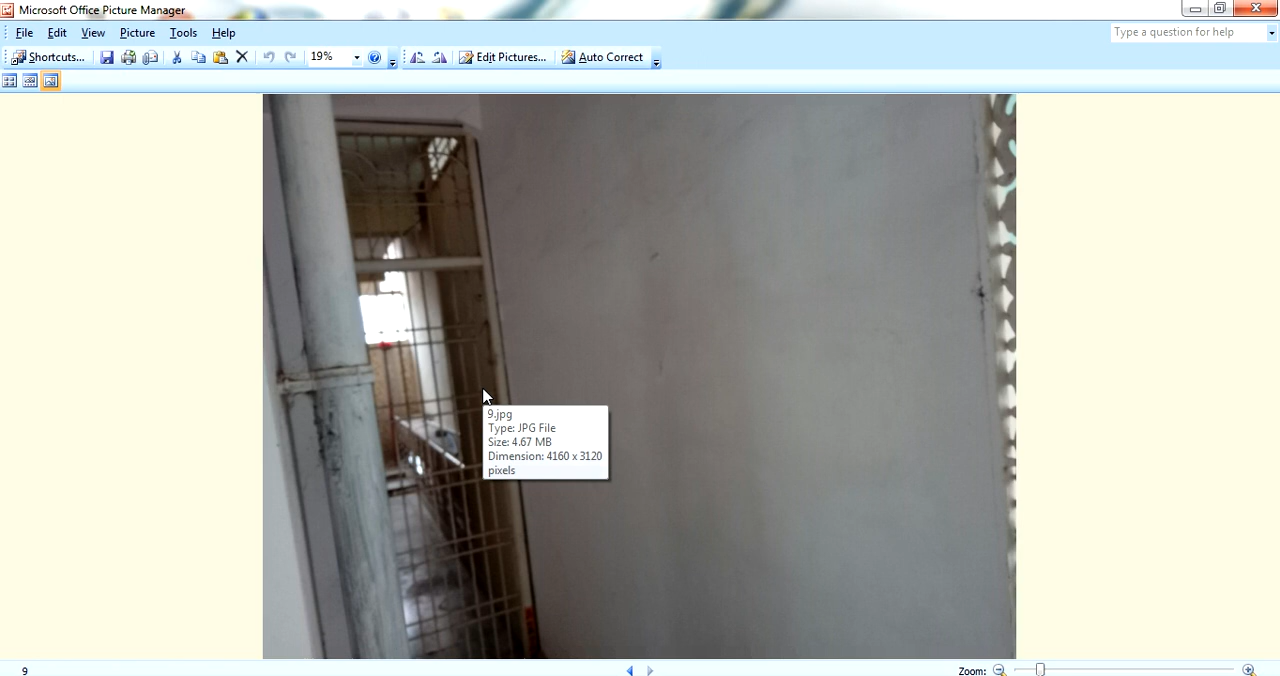 Microsoft Office Picture Manager
File Edit View Picture Tools Help
Type a question for help
Shortcuts... 19% Edit Pictures... Auto Correct
9.jpg
Type: JPG File
Size: 4.67 MB
Dimension: 4160 x 3120
pixels
9
Zoom: